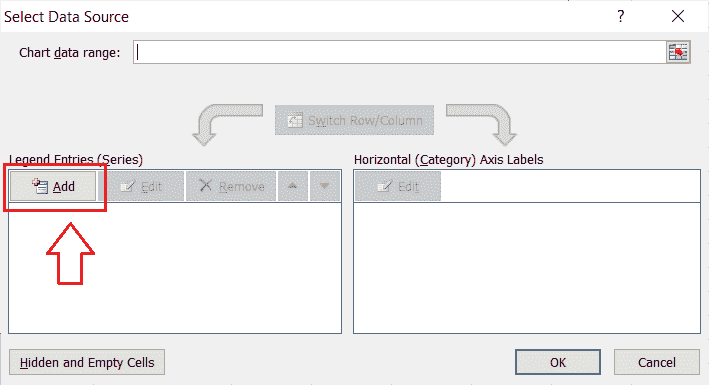 Select Data Source
? ×
Chart data range:
Switch Row/Column
Legend Entries (Series)
Horizontal (Category) Axis Labels
Add Edit Remove
Edit
Hidden and Empty Cells
OK Cancel